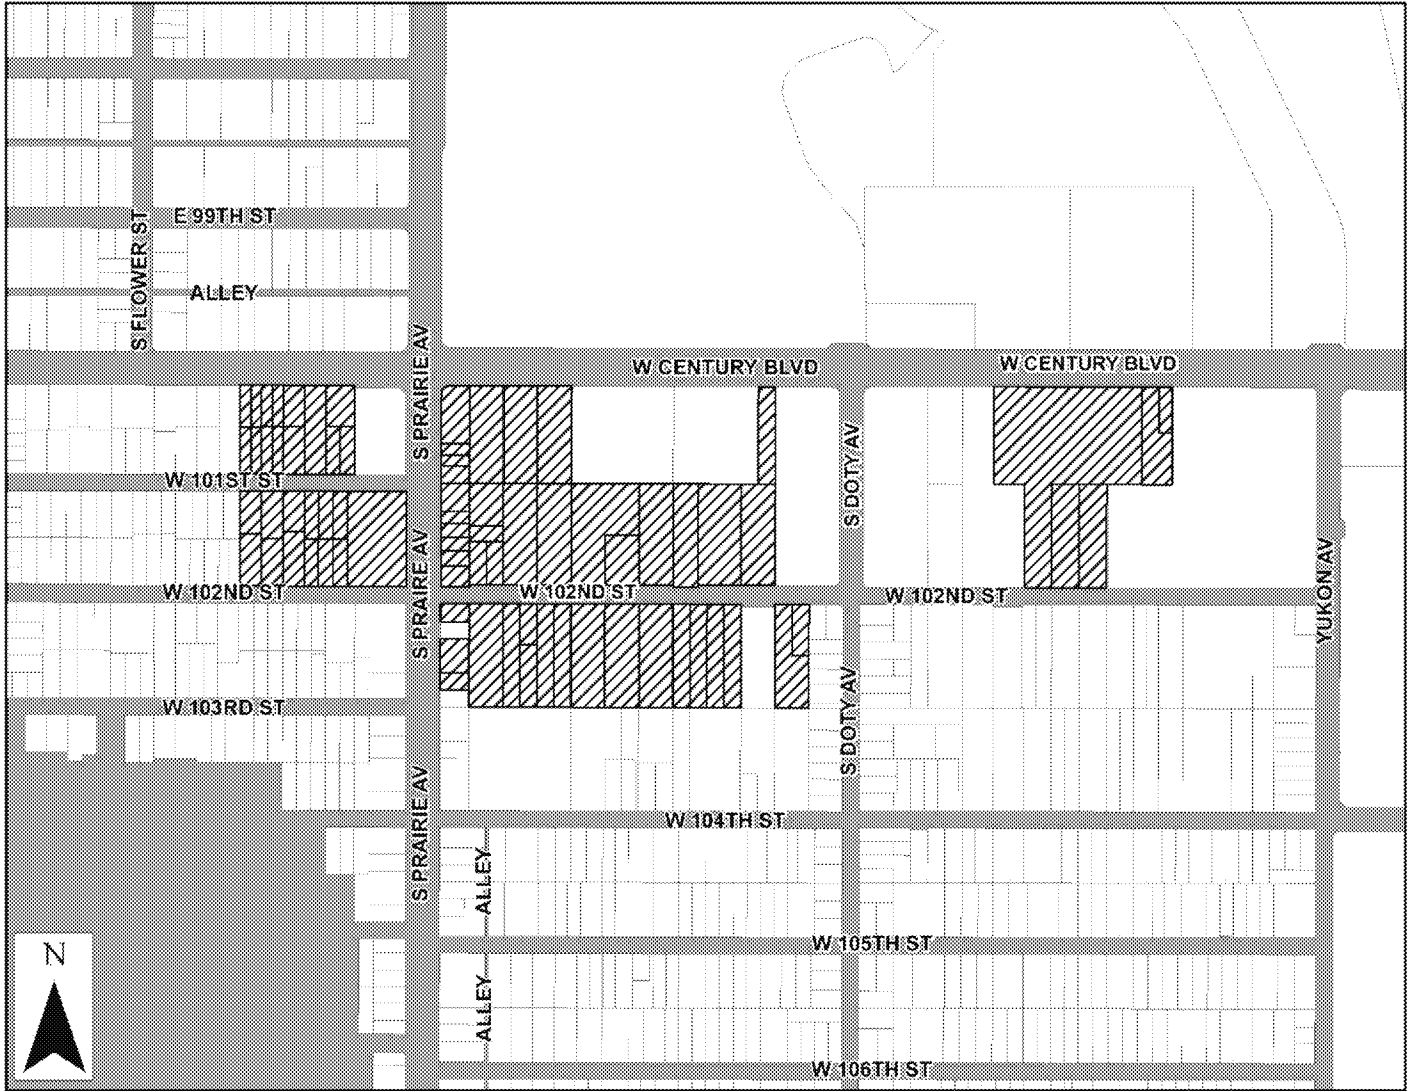 E 99TH ST
S FLOWER ST
ALLEY
S PRAIRIE AV
W CENTURY BLVD
W CENTURY BLVD
W 101ST ST
S DOTY AV
S PRAIRE AV
W 102ND ST
W 102ND ST
W 102ND ST
YUKON AV
W 103RD ST
S DOTY AV
S PRAIRIE AV
W 104TH ST
ALLEY
N
W 105TH ST
ALLEY
W 106TH ST